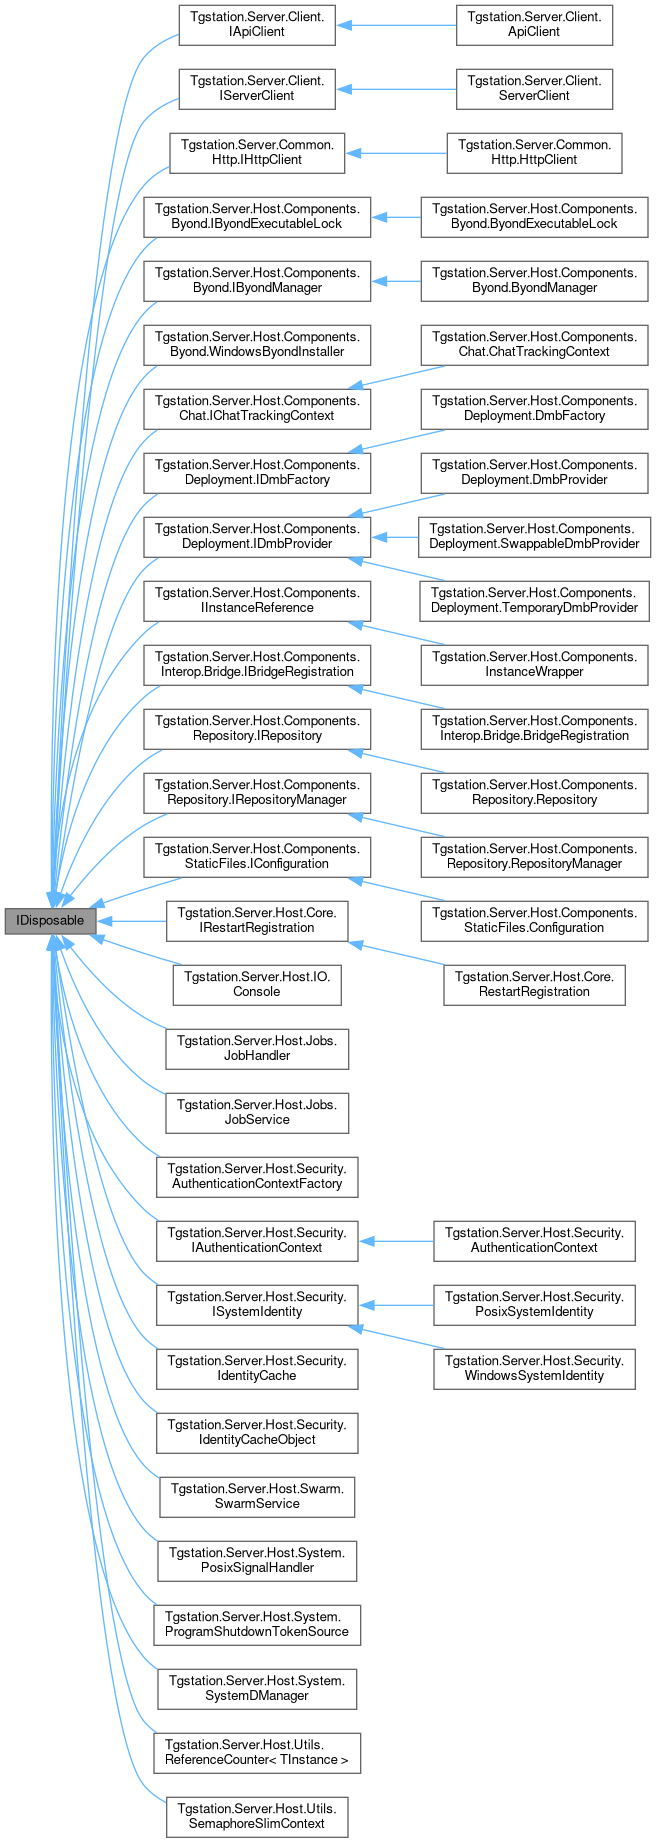 Tgstation.Server.Client.
IApiClient
Tgstation.Server.Client.
ApiClient
Tgstation.Server.Client.
IServerClient
Tgstation.Server.Client.
ServerClient
Tgstation.Server.Common.
Http.IHttpClient
Tgstation.Server.Common.
Http.HttpClient
Tgstation.Server.Host.Components.
Byond.IByondExecutableLock
Tgstation.Server.Host.Components.
Byond.ByondExecutableLock
Tgstation.Server.Host.Components.
Byond.IByondManager
Tgstation.Server.Host.Components.
Byond.ByondManager
Tgstation.Server.Host.Components.
Byond.WindowsByondInstaller
Tgstation.Server.Host.Components.
Chat.ChatTrackingContext
Tgstation.Server.Host.Components.
Chat.IChatTrackingContext
Tgstation.Server.Host.Components.
Deployment.DmbFactory
Tgstation.Server.Host.Components.
Deployment.IDmbFactory
Tgstation.Server.Host.Components.
Deployment.DmbProvider
Tgstation.Server.Host.Components.
Deployment.IDmbProvider
Tgstation.Server.Host.Components.
Deployment.SwappableDmbProvider
Tgstation.Server.Host.Components.
IInstanceReference
Tgstation.Server.Host.Components.
Deployment.TemporaryDmbProvider
Tgstation.Server.Host.Components.
Interop.Bridge.IBridgeRegistration
Tgstation.Server.Host.Components.
InstanceWrapper
Tgstation.Server.Host.Components.
Repository.IRepository
Tgstation.Server.Host.Components.
Interop.Bridge.BridgeRegistration
Tgstation.Server.Host.Components.
Repository.IRepositoryManager
Tgstation.Server.Host.Components.
Repository.Repository
Tgstation.Server.Host.Components.
StaticFiles.IConfiguration
Tgstation.Server.Host.Components.
Repository.RepositoryManager
IDisposable
Tgstation.Server.Host.Core.
IRestartRegistration
Tgstation.Server.Host.Components.
StaticFiles.Configuration
Tgstation.Server.Host.IO.
Console
Tgstation.Server.Host.Core.
RestartRegistration
Tgstation.Server.Host.Jobs.
JobHandler
Tgstation.Server.Host.Jobs.
JobService
Tgstation.Server.Host.Security.
AuthenticationContextFactory
Tgstation.Server.Host.Security.
IAuthenticationContext
Tgstation.Server.Host.Security.
AuthenticationContext
Tgstation.Server.Host.Security.
ISystemIdentity
Tgstation.Server.Host.Security.
PosixSystemIdentity
Tgstation.Server.Host.Security.
IdentityCache
Tgstation.Server.Host.Security.
WindowsSystemIdentity
Tgstation.Server.Host.Security.
IdentityCacheObject
Tgstation.Server.Host.Swarm.
SwarmService
Tgstation.Server.Host.System.
PosixSignalHandler
Tgstation.Server.Host.System.
ProgramShutdownTokenSource
Tgstation.Server.Host.System.
SystemDManager
Tgstation.Server.Host.Utils.
ReferenceCounter< TInstance >
Tgstation.Server.Host.Utils.
SemaphoreSlimContext